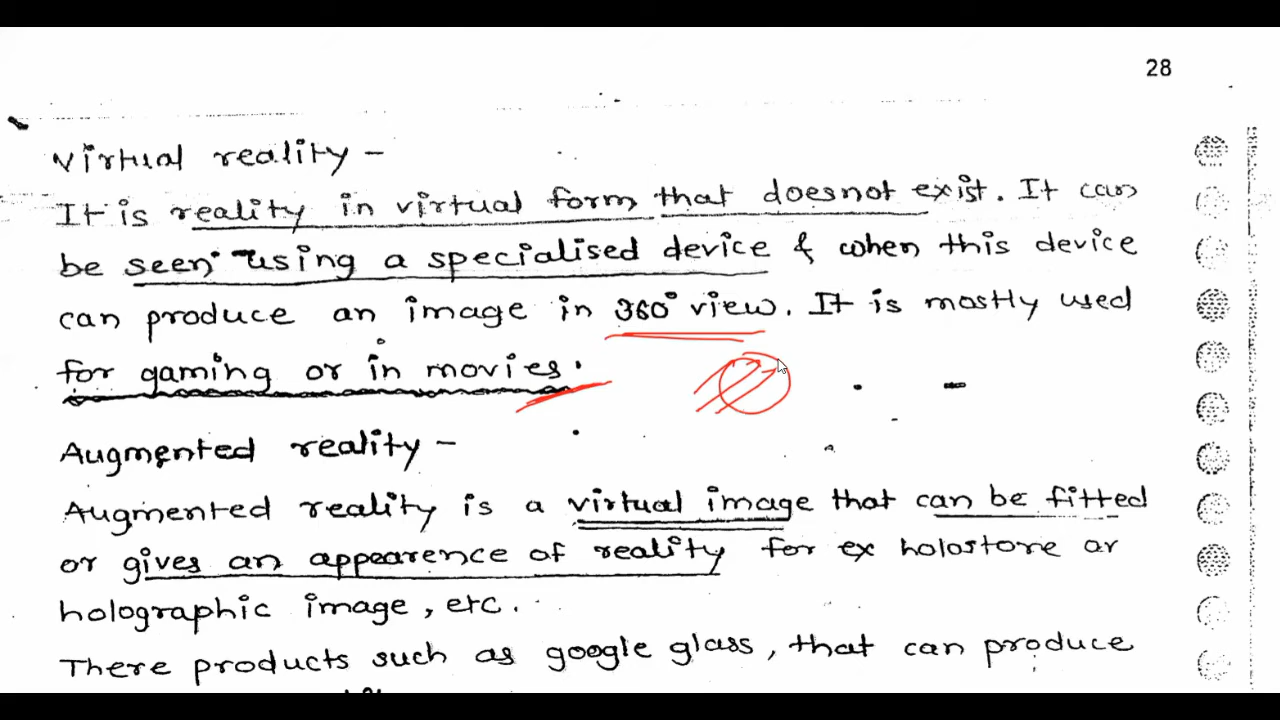 28
Virtual reality -
It is reality in virtual form that doesnot exist. It can
be seen using a specialised device & when this device
can produce an image in 360° view. It is mostly used
for gaming or in movies.
Augmented reality -
Augmented reality is a virtual image that can be fitted
or gives an appearence of reality for ex holostore or
holographic image, etc.
There products such as google glass, that can produce